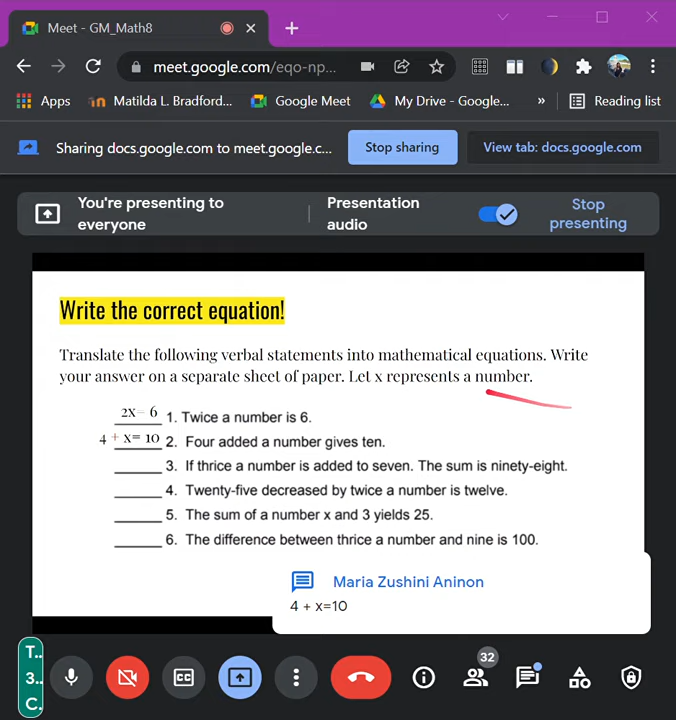 Meet - GM_Math8
meet.google.com/eqo-np...
Apps Matilda L. Bradford... Google Meet My Drive - Google... » Reading list
Sharing docs.google.com to meet.google.c... Stop sharing View tab: docs.google.com
You're presenting to everyone Presentation audio Stop presenting
Write the correct equation!
Translate the following verbal statements into mathematical equations. Write
your answer on a separate sheet of paper. Let x represents a number.
2x= 6 1. Twice a number is 6.
4 + x= 10 2. Four added a number gives ten.
______ 3. If thrice a number is added to seven. The sum is ninety-eight.
______ 4. Twenty-five decreased by twice a number is twelve.
______ 5. The sum of a number x and 3 yields 25.
______ 6. The difference between thrice a number and nine is 100.
Maria Zushini Aninon
4 + x=10
T..
3..
C.
CC
32